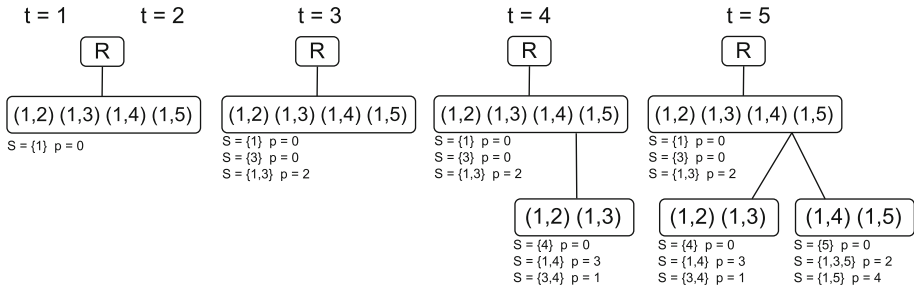 t = 1 t = 2 t = 3 t = 4 t = 5
R R R R
(1,2) (1,3) (1,4) (1,5) (1,2) (1,3) (1,4) (1,5) (1,2) (1,3) (1,4) (1,5) (1,2) (1,3) (1,4) (1,5)
S = {1} p = 0 S = {1} p = 0 S = {1} p = 0 S = {1} p = 0
S = {3} p = 0 S = {3} p = 0 S = {3} p = 0
S = {1,3} p = 2 S = {1,3} p = 2 S = {1,3} p = 2
(1,2) (1,3) (1,2) (1,3) (1,4) (1,5)
S = {4} p = 0 S = {4} p = 0 S = {5} p = 0
S = {1,4} p = 3 S = {1,4} p = 3 S = {1,3,5} p = 2
S = {3,4} p = 1 S = {3,4} p = 1 S = {1,5} p = 4